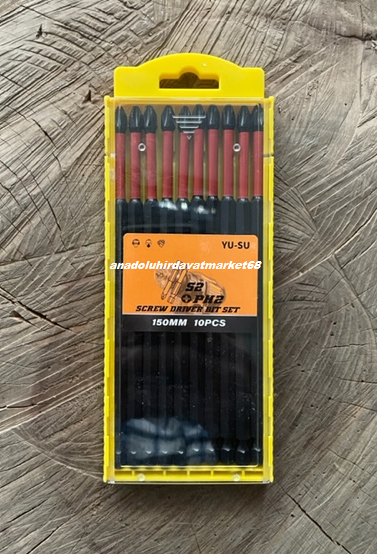 YU-SU
anadoluhirdavatmarket68
S2
PH2
SCREW DRIVER BIT SET
150MM 10PCS